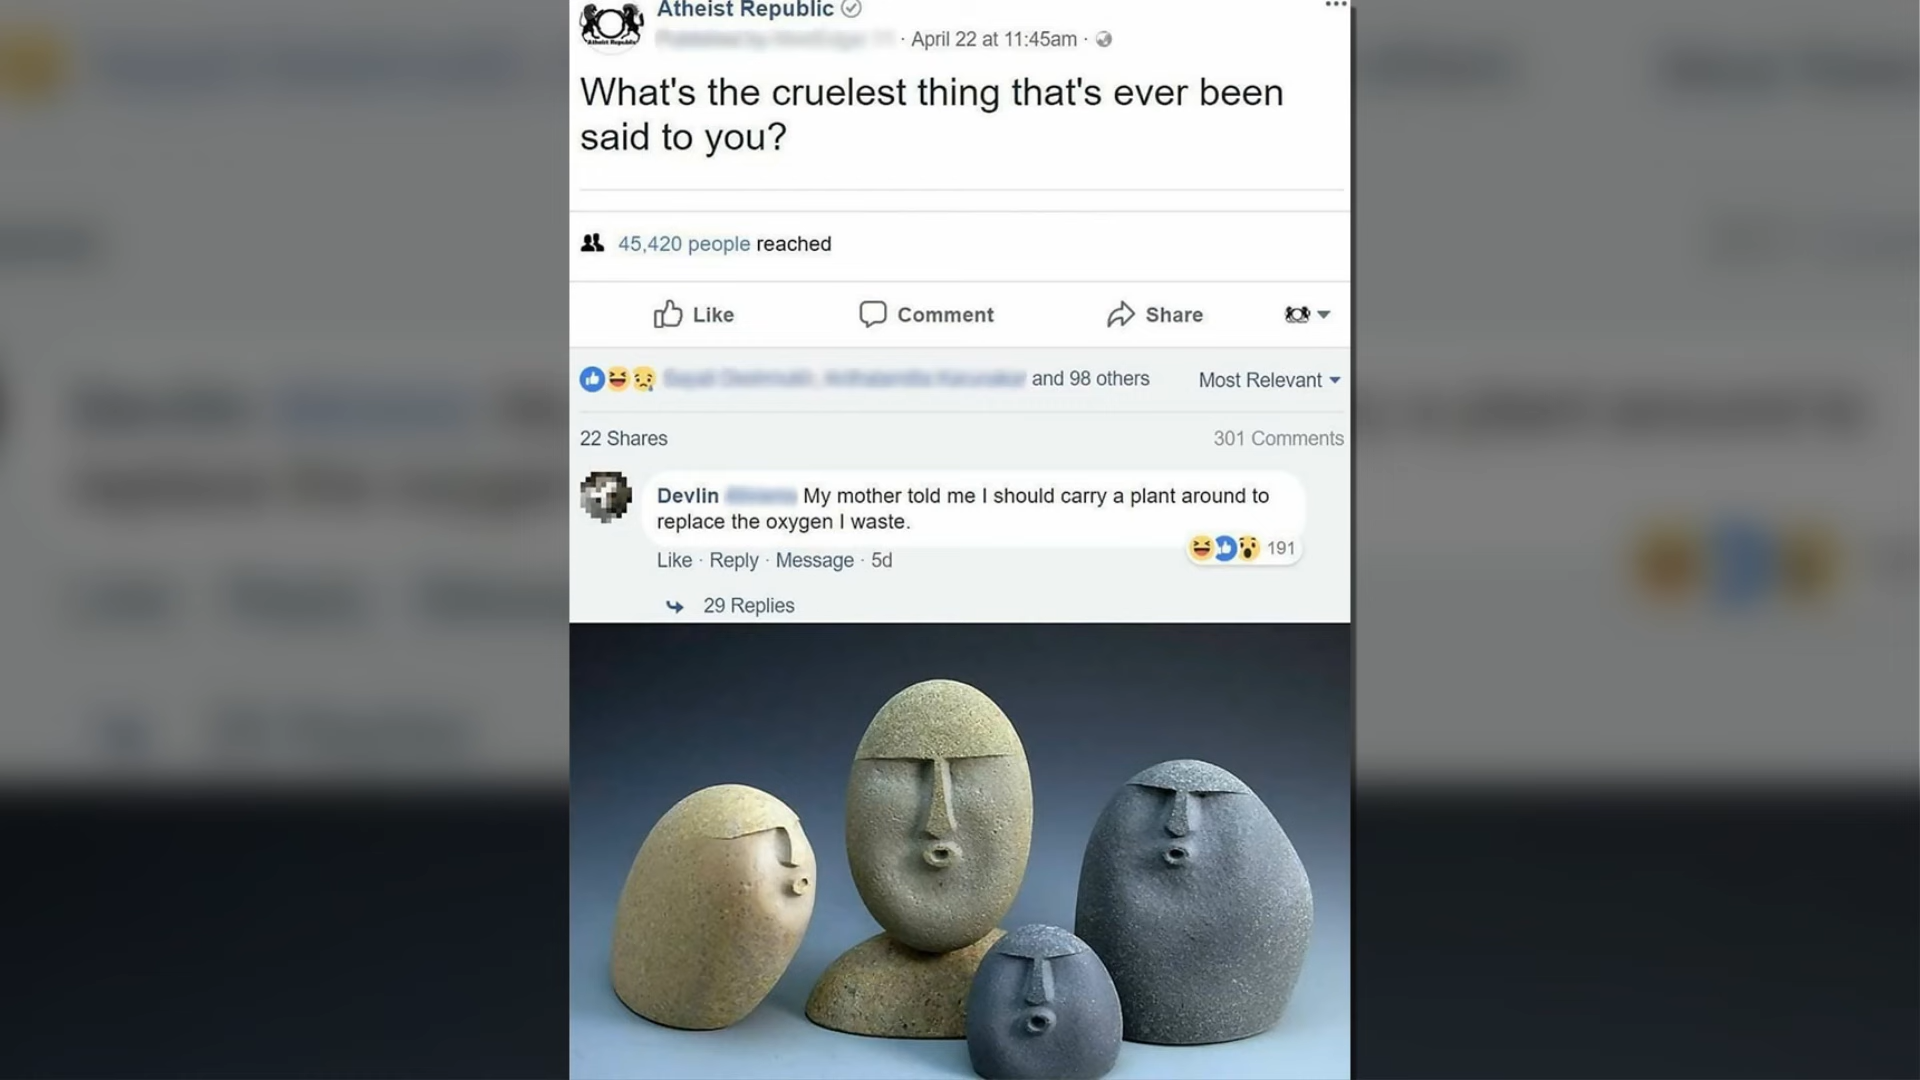 Atheist Republic
Atheist Republic
· April 22 at 11:45am ·
What's the cruelest thing that's ever been
said to you?
45,420 people reached
Like Comment Share
and 98 others Most Relevant
22 Shares 301 Comments
Devlin My mother told me I should carry a plant around to
replace the oxygen I waste.
191
Like · Reply · Message · 5d
29 Replies